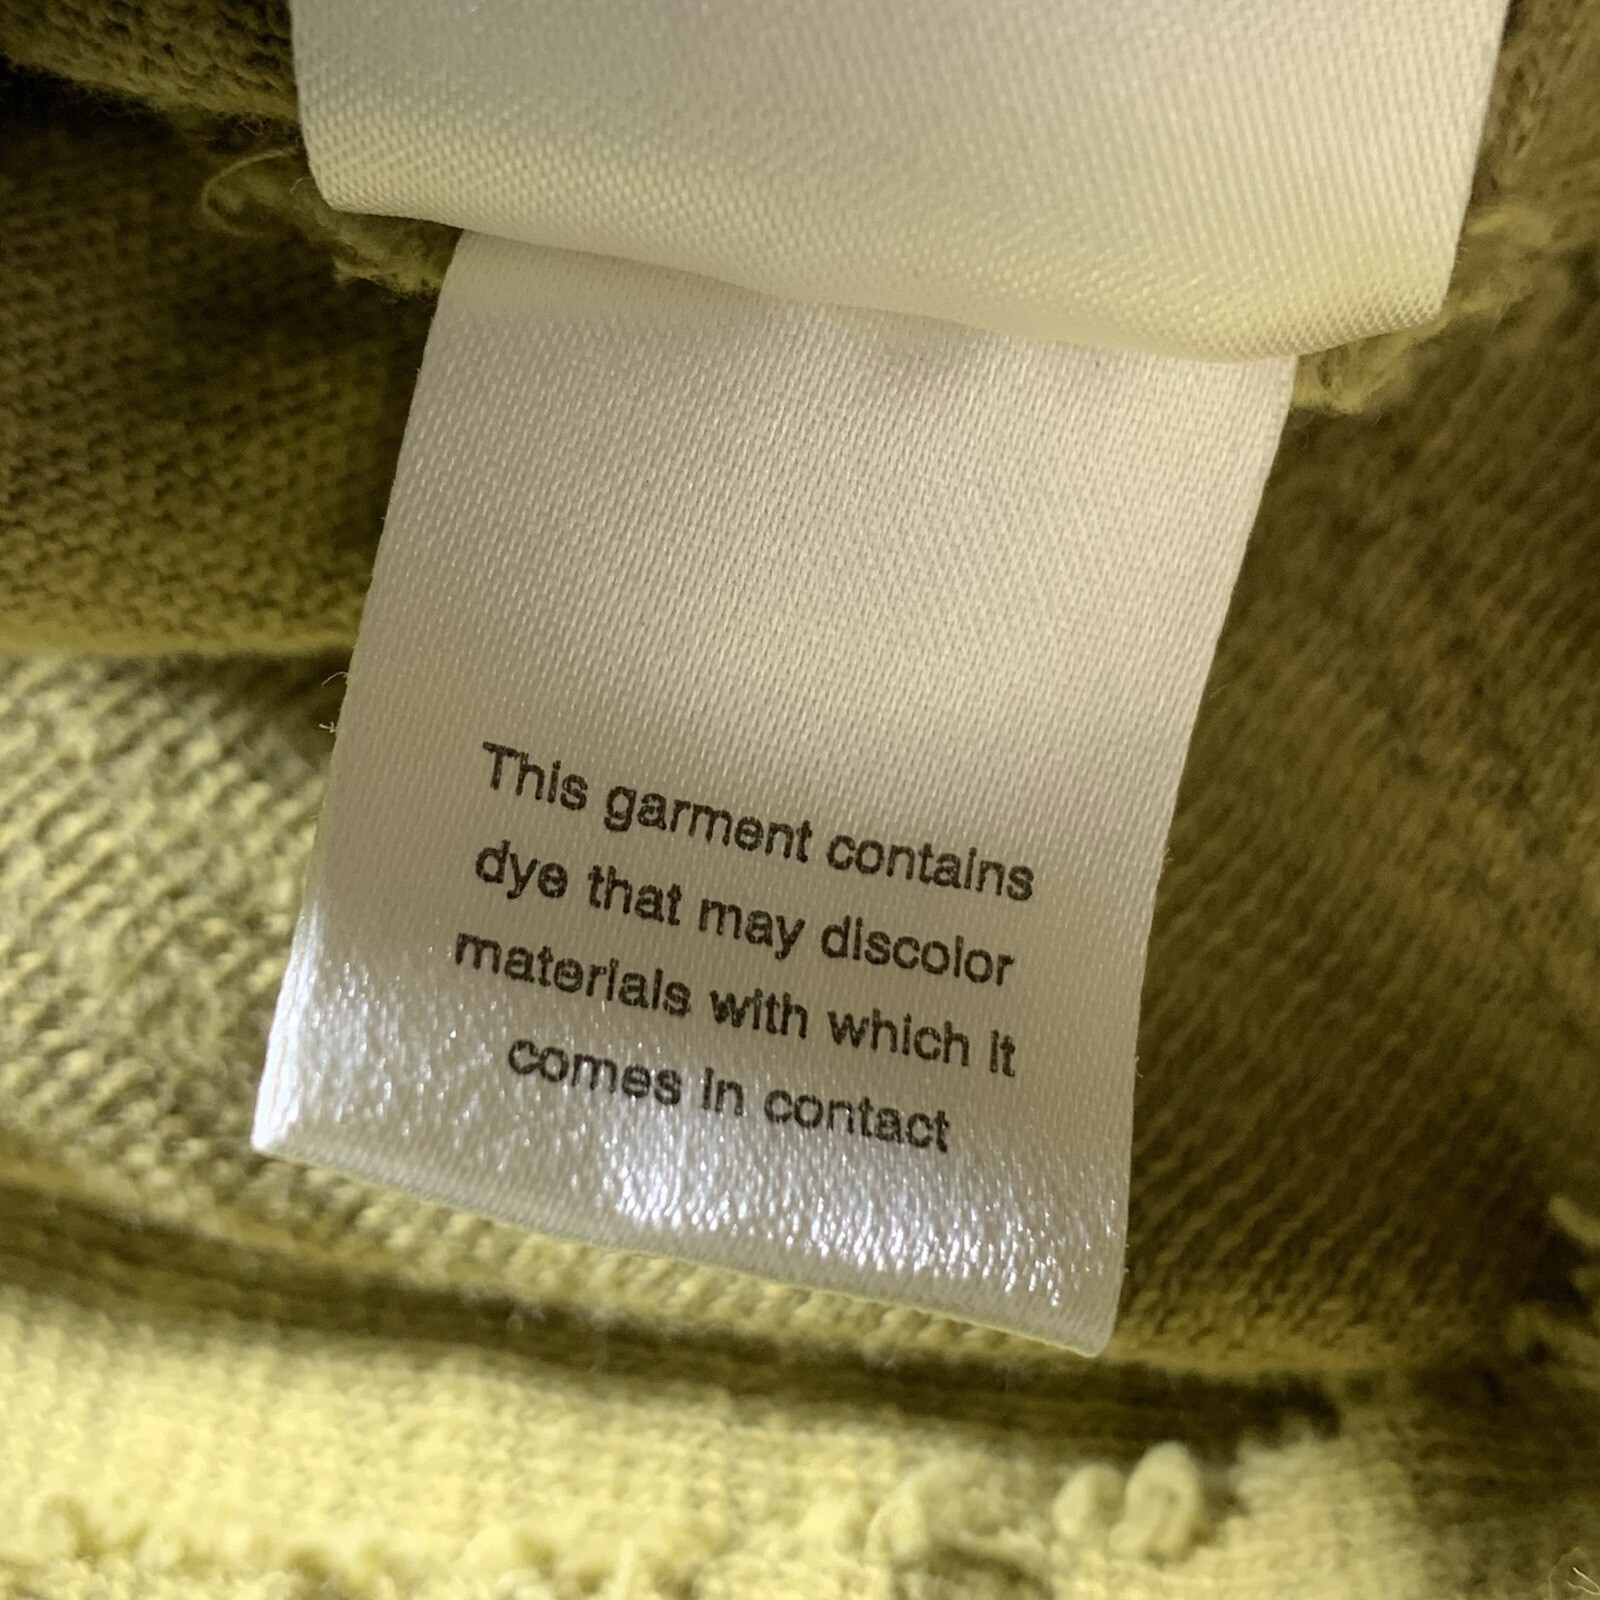 This garment contains
dye that may discolor
materials with which it
comes in contact